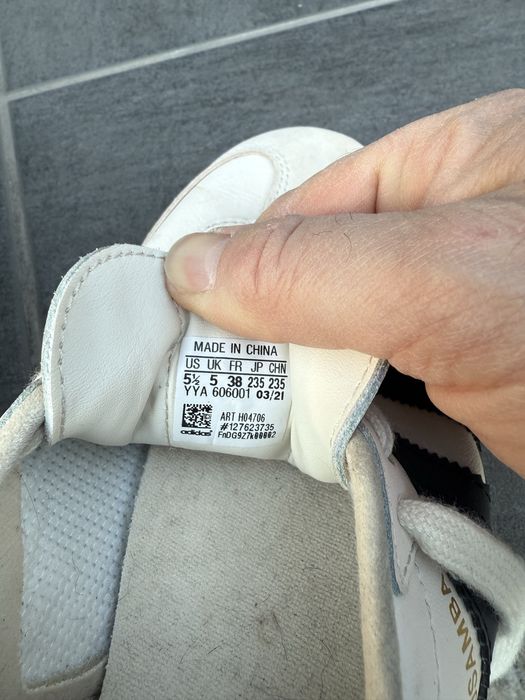 MADE IN CHINA
US UK FR JP CHN
5½ 5 38 235 235
YYA 606001 03/21
ART H04706
#127623735
adidas FnDG9Z7k00002
SAMBA